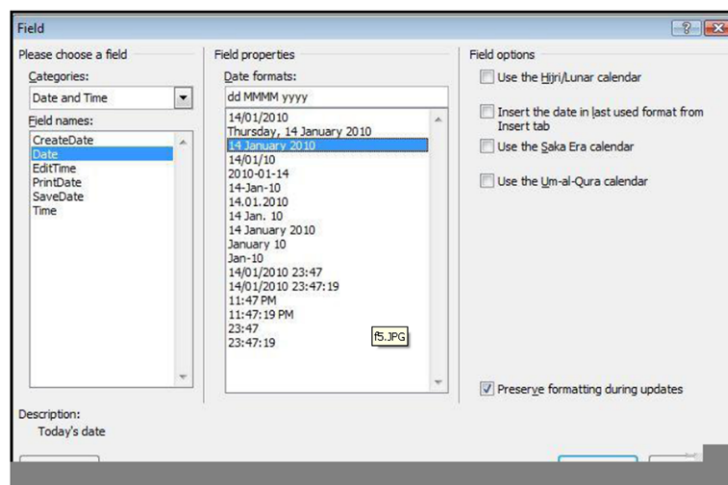 Field
Please choose a field
Categories:
Date and Time
Field names:
CreateDate
Date
EditTime
PrintDate
SaveDate
Time
Field properties
Date formats:
dd MMMM yyyy
14/01/2010
Thursday, 14 January 2010
14 January 2010
14/01/10
2010-01-14
14-Jan-10
14.01.2010
14 Jan. 10
14 January 2010
January 10
Jan-10
14/01/2010 23:47
14/01/2010 23:47:19
11:47 PM
11:47:19 PM
23:47
23:47:19
f5.JPG
Field options
Use the Hijri/Lunar calendar
Insert the date in last used format from
Insert tab
Use the Saka Era calendar
Use the Um-al-Qura calendar
Preserve formatting during updates
Description:
Today's date